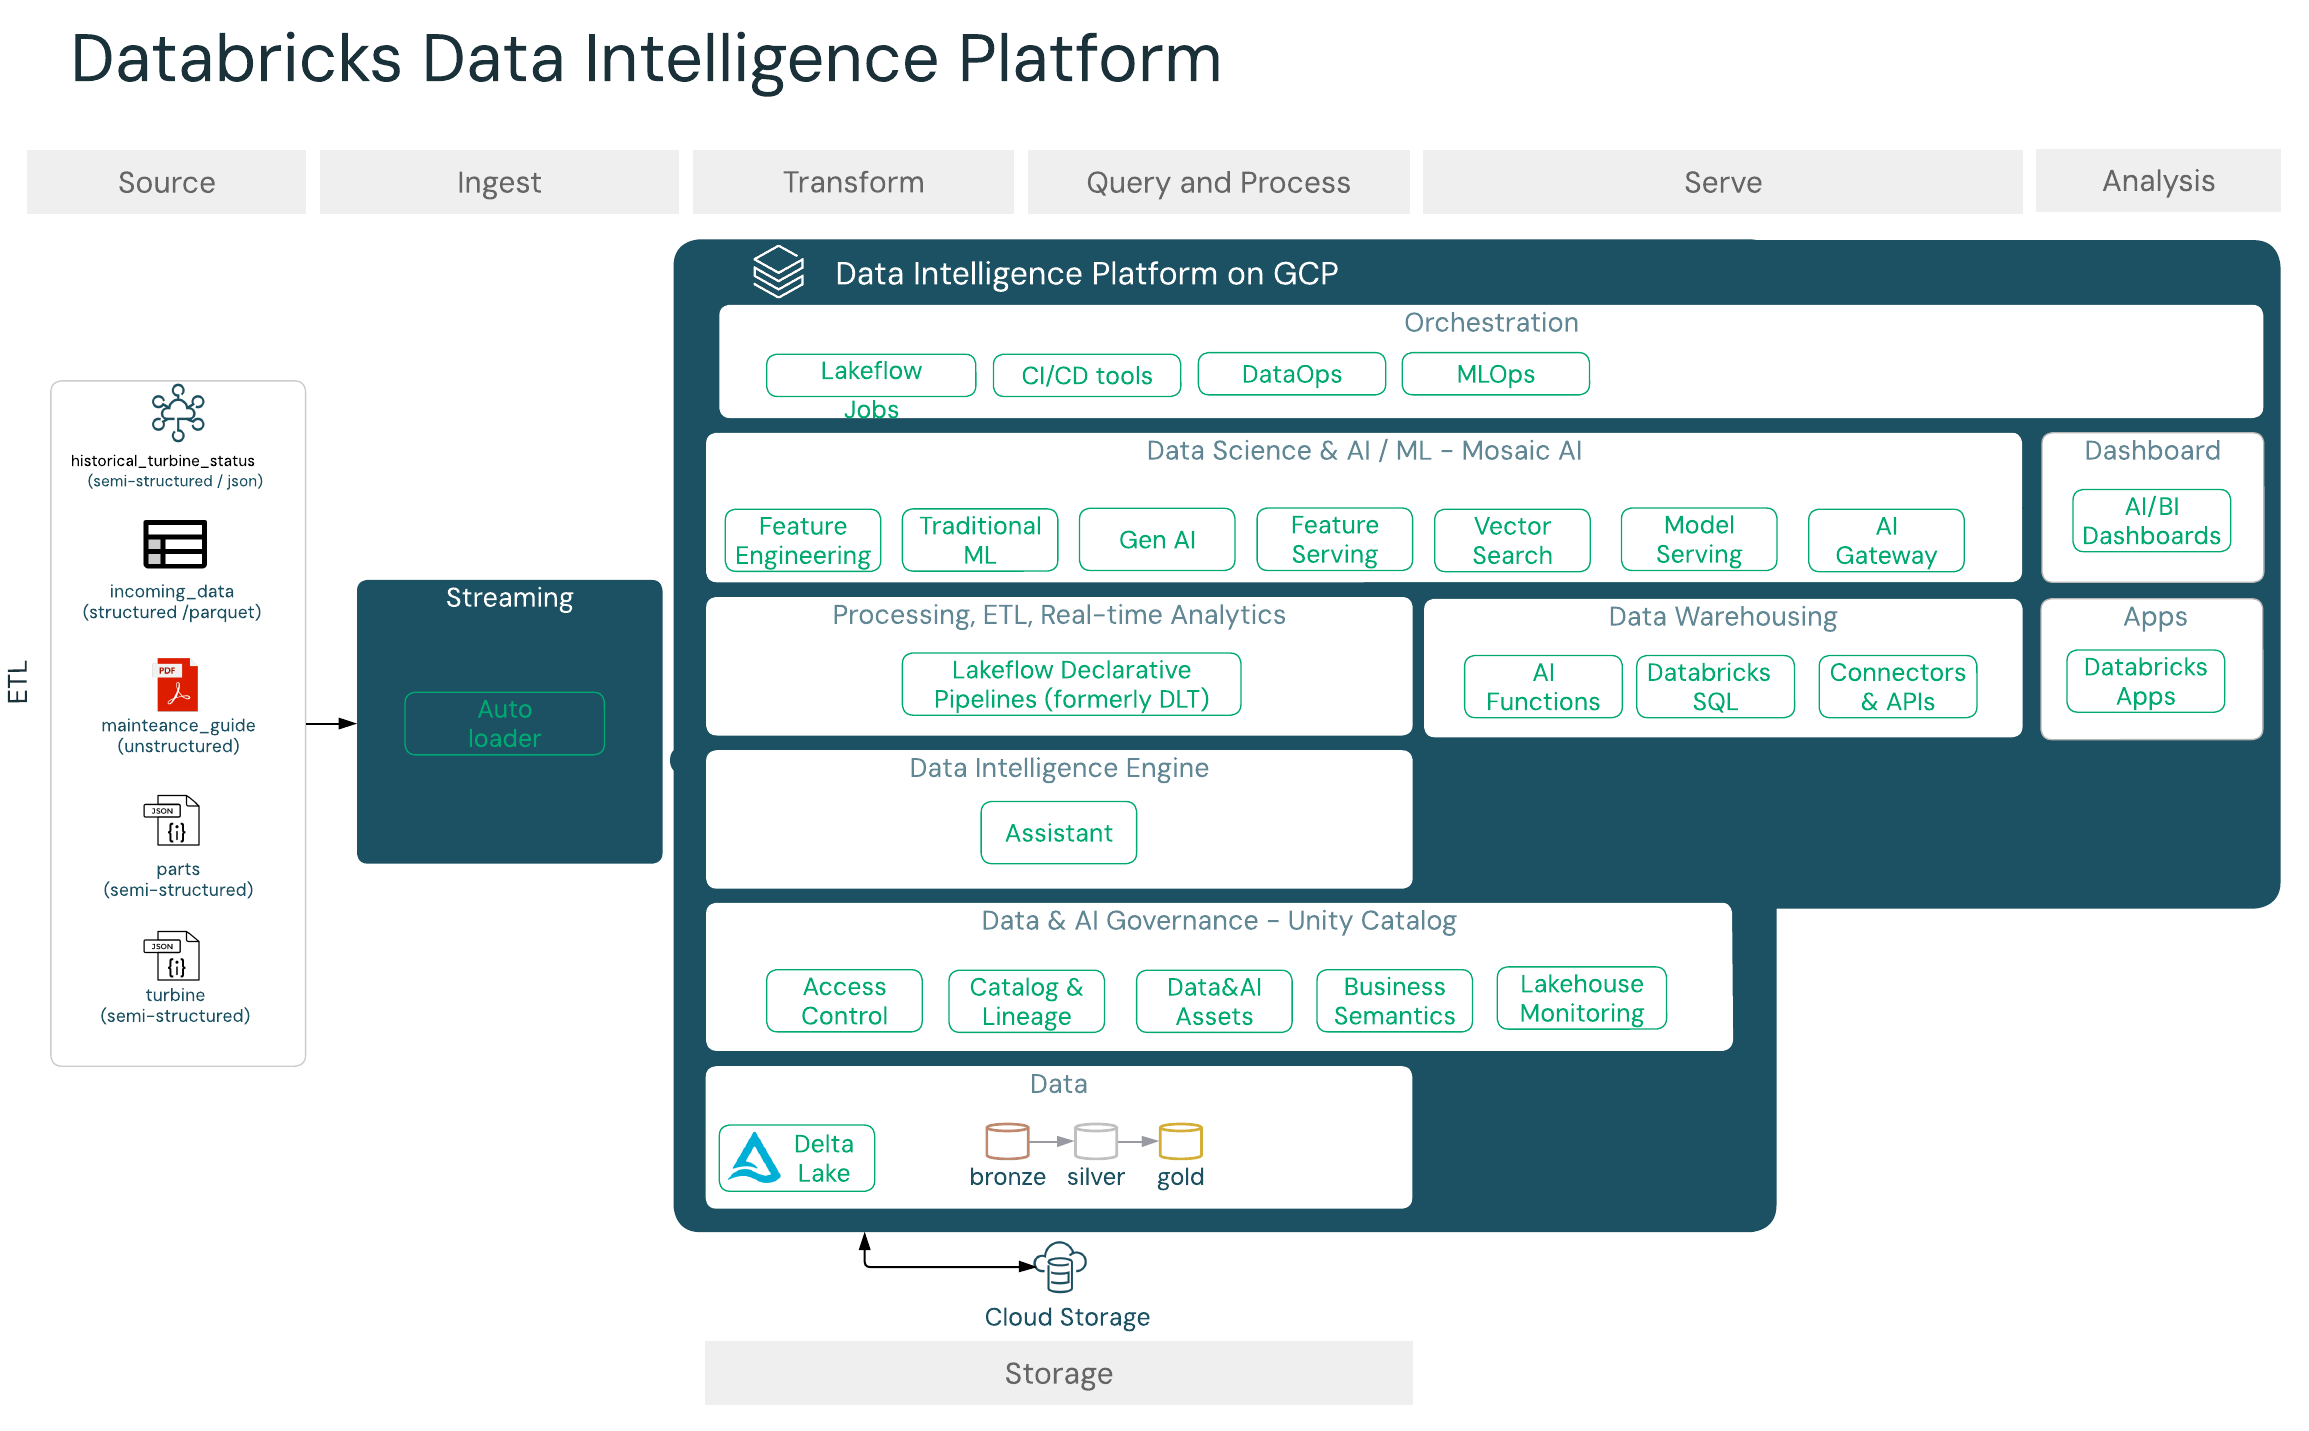 Databricks Data Intelligence Platform
Source
Ingest
Transform
Query and Process
Serve
Analysis
ETL
historical_turbine_status
(semi-structured / json)
incoming_data
(structured /parquet)
PDF
mainteance_guide
(unstructured)
JSON
{i}
parts
(semi-structured)
JSON
{i}
turbine
(semi-structured)
Streaming
Auto
loader
Data Intelligence Platform on GCP
Orchestration
Lakeflow
Jobs
CI/CD tools
DataOps
MLOps
Data Science & AI / ML - Mosaic AI
Feature
Engineering
Traditional
ML
Gen AI
Feature
Serving
Vector
Search
Model
Serving
AI
Gateway
Dashboard
AI/BI
Dashboards
Processing, ETL, Real-time Analytics
Lakeflow Declarative
Pipelines (formerly DLT)
Data Warehousing
AI
Functions
Databricks
SQL
Connectors
& APIs
Apps
Databricks
Apps
Data Intelligence Engine
Assistant
Data & AI Governance - Unity Catalog
Access
Control
Catalog &
Lineage
Data&AI
Assets
Business
Semantics
Lakehouse
Monitoring
Data
Delta
Lake
bronze
silver
gold
Cloud Storage
Storage